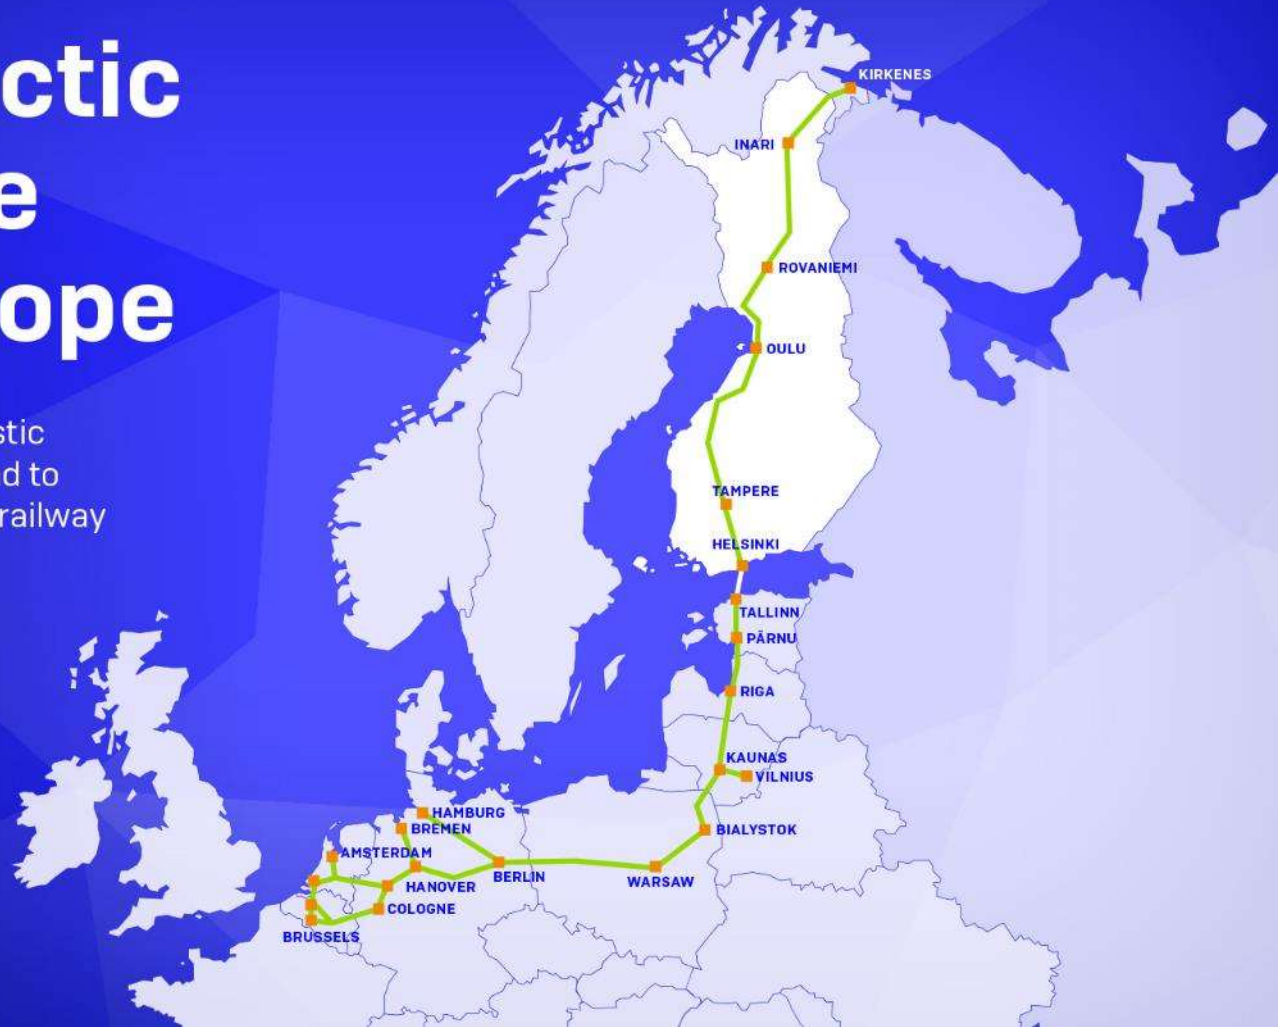 ctic
e
ope
stic
d to
railway
KIRKENES
INARI
ROVANIEMI
OULU
TAMPERE
HELSINKI
TALLINN
PÄRNU
RIGA
KAUNAS
VILNIUS
HAMBURG
BREMEN
BIALYSTOK
AMSTERDAM
HANOVER
BERLIN
WARSAW
COLOGNE
BRUSSELS